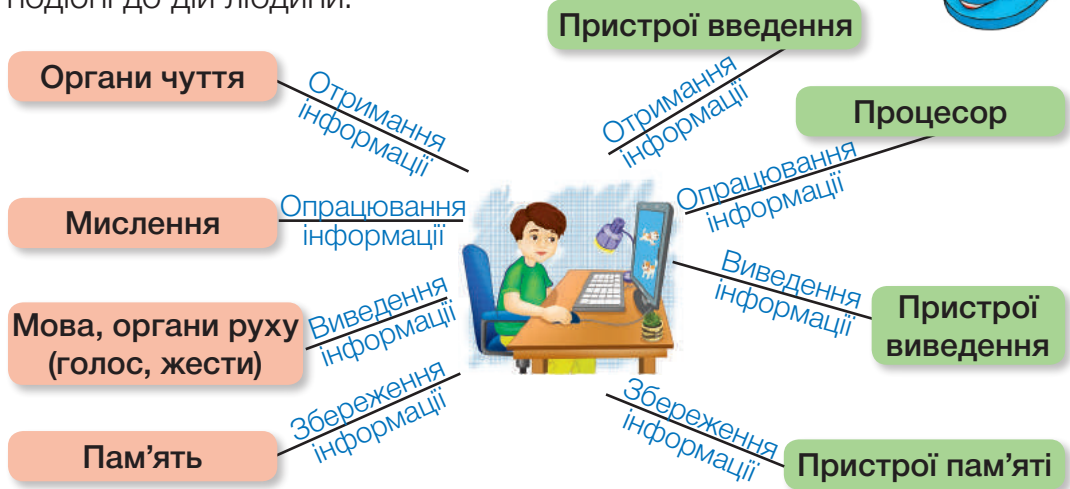 подібні до дій людини.
Пристрої введення
Органи чуття
Отримання
інформації
Отримання
інформації
Процесор
Мислення
Опрацювання
інформації
Опрацювання
інформації
Мова, органи руху
(голос, жести)
Виведення
інформації
Виведення
інформації
Пристрої
виведення
Пам’ять
Збереження
інформації
Збереження
інформації
Пристрої пам’яті